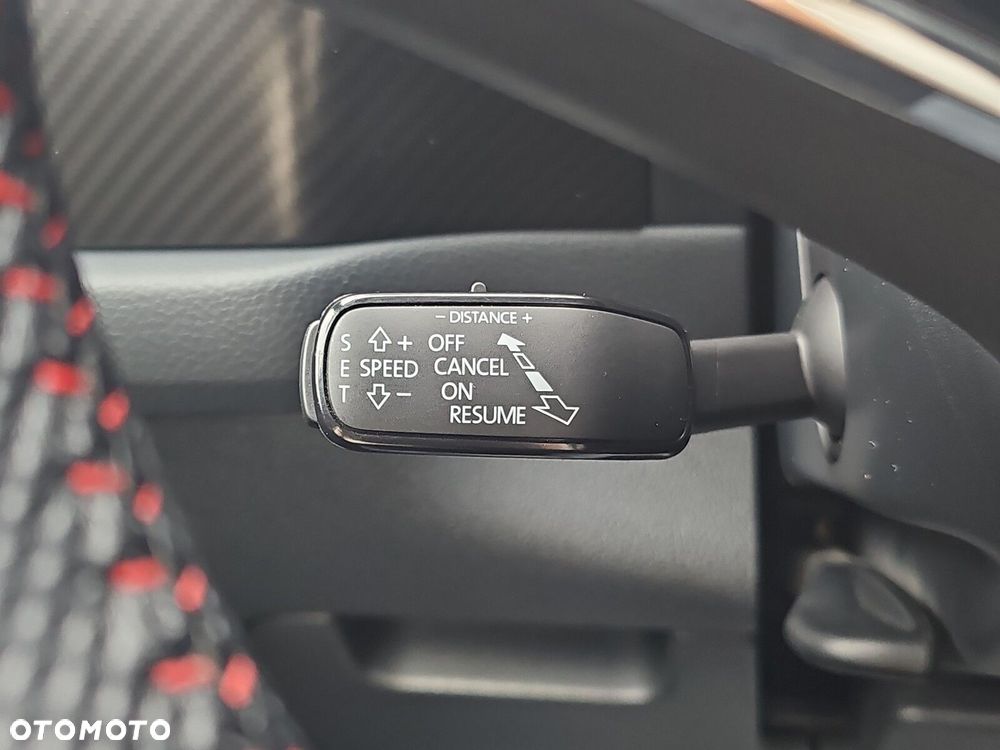 − DISTANCE +
S + OFF
E SPEED CANCEL
T − ON
RESUME
OTOMOTO